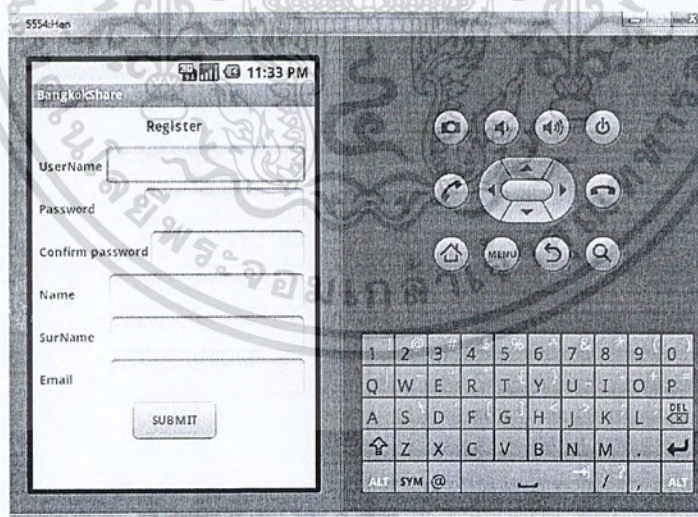 5554:Han
11:33 PM
BangkokShare
Register
UserName
Password
Confirm password
Name
SurName
Email
SUBMIT
MENU
1 2 3 4 5 6 7 8 9 0
Q W E R T Y U I O P
A S D F G H J K L DEL
Z X C V B N M .
ALT SYM @ / , ALT